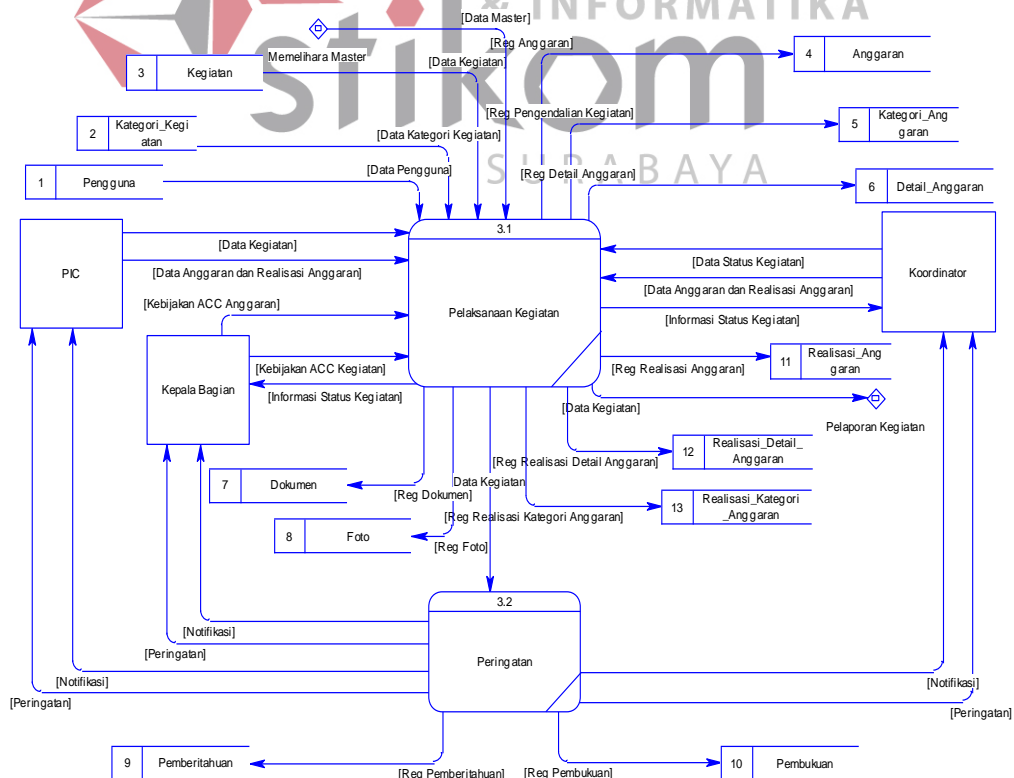 & INFORMATIKA
stikom
SURABAYA
[Data Master]
[Reg Anggaran]
Memelihara Master
[Data Kegiatan]
4
Anggaran
3
Kegiatan
[Reg Pengendalian Kegiatan]
5
Kategori_Ang
garan
2
Kategori_Kegi
atan
[Data Kategori Kegiatan]
[Data Pengguna]
[Reg Detail Anggaran]
1
Pengguna
6
Detail_Anggaran
3.1
Pelaksanaan Kegiatan
PIC
[Data Kegiatan]
[Data Anggaran dan Realisasi Anggaran]
Koordinator
[Data Status Kegiatan]
[Data Anggaran dan Realisasi Anggaran]
[Informasi Status Kegiatan]
[Kebijakan ACC Anggaran]
Kepala Bagian
[Kebijakan ACC Kegiatan]
[Informasi Status Kegiatan]
[Reg Realisasi Anggaran]
11
Realisasi_Ang
garan
[Data Kegiatan]
Pelaporan Kegiatan
[Reg Realisasi Detail Anggaran]
12
Realisasi_Detail_
Anggaran
7
Dokumen
[Reg Dokumen]
Data Kegiatan
[Reg Realisasi Kategori Anggaran]
13
Realisasi_Kategori
_Anggaran
8
Foto
[Reg Foto]
3.2
Peringatan
[Notifikasi]
[Peringatan]
[Notifikasi]
[Peringatan]
[Notifikasi]
[Peringatan]
9
Pemberitahuan
[Reg Pemberitahuan]
[Reg Pembukuan]
10
Pembukuan